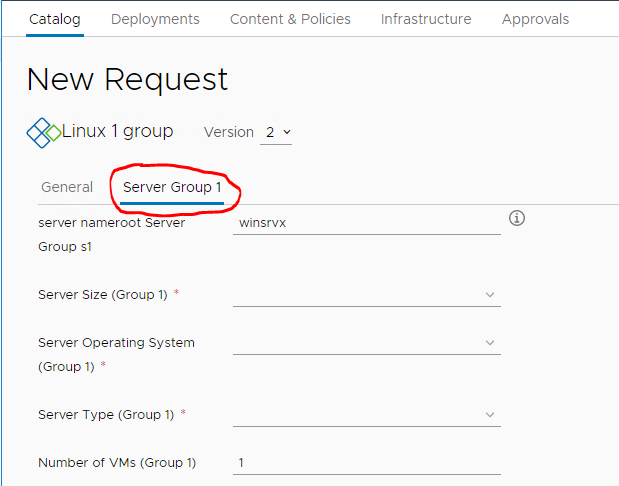 Catalog Deployments Content & Policies Infrastructure Approvals
New Request
Linux 1 group Version 2
General Server Group 1
server nameroot Server winsrvx
Group s1
Server Size (Group 1) *
Server Operating System
(Group 1) *
Server Type (Group 1) *
Number of VMs (Group 1) 1